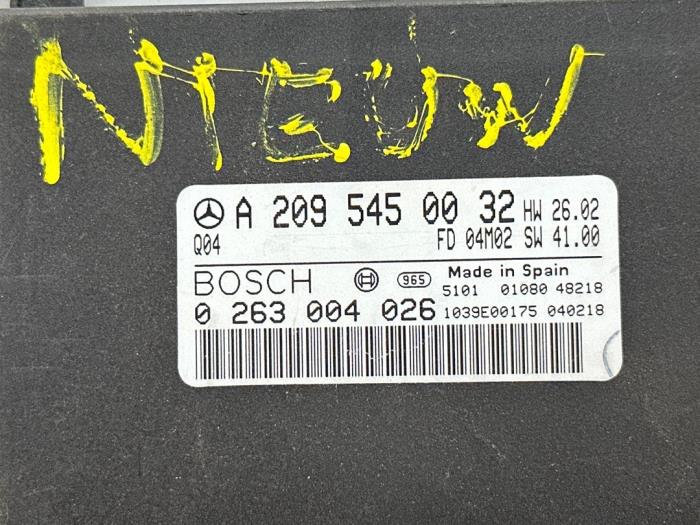 NIEUW
A 209 545 00 32 HW 26.02
Q04 FD 04M02 SW 41.00
BOSCH 965 Made in Spain
5101 01080 48218
0 263 004 026 1039E00175 040218